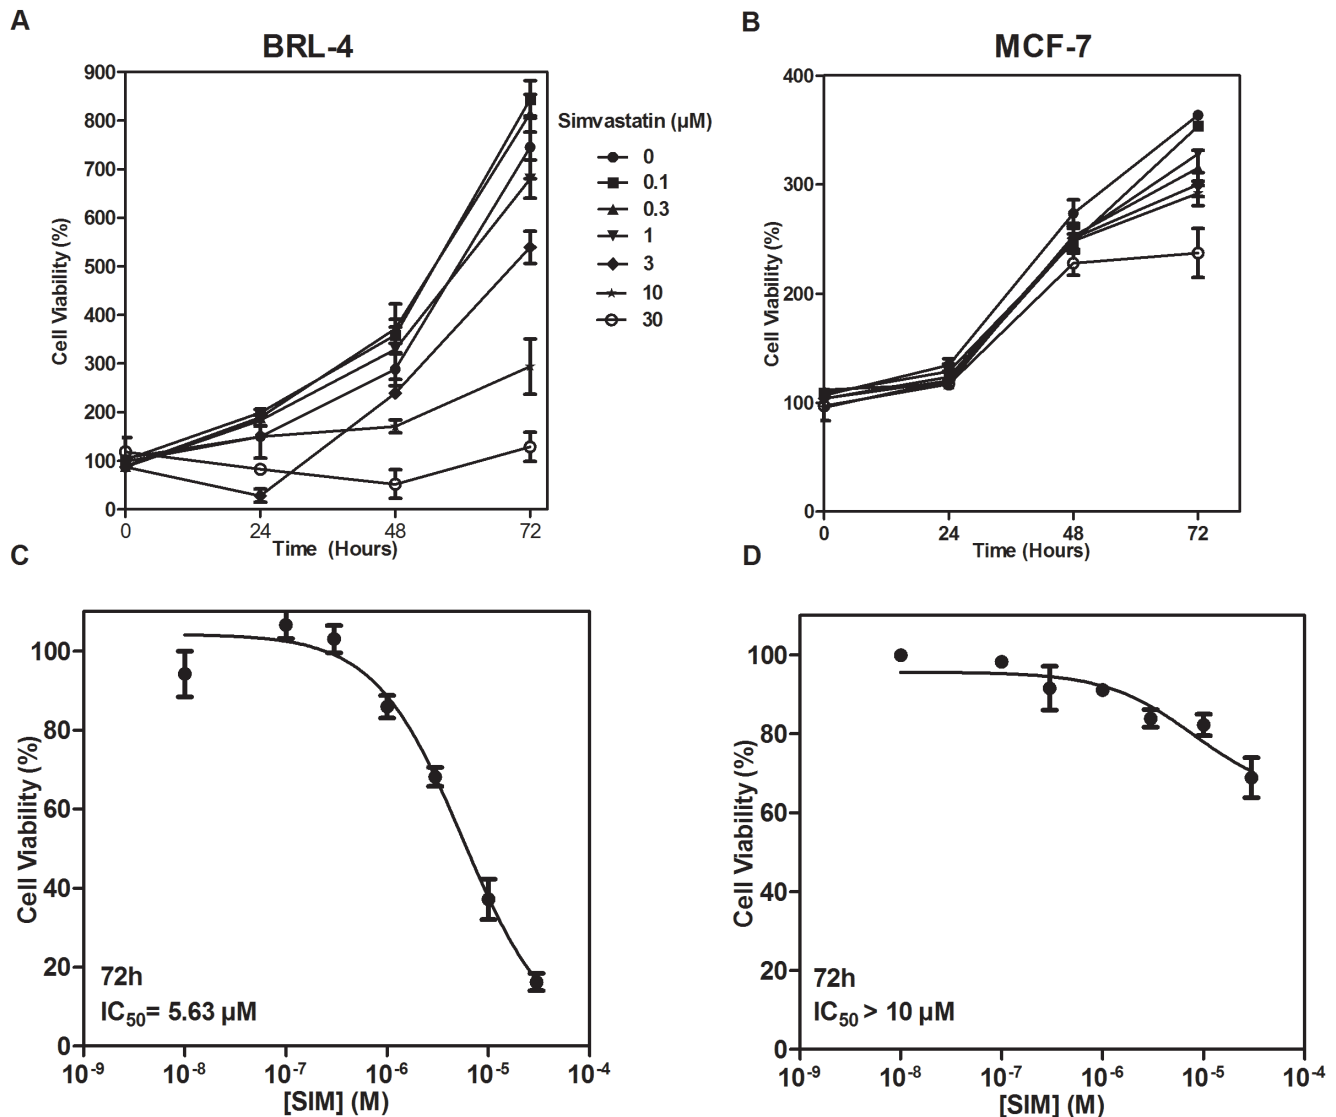 A
BRL-4
900
800
700
600
500
400
300
200
100
0
Cell Viability (%)
0
24
48
72
Time (Hours)
Simvastatin (µM)
0
0.1
0.3
1
3
10
30
B
MCF-7
400
300
200
100
0
Cell Viability (%)
0
24
48
72
Time (Hours)
C
100
80
60
40
20
0
Cell Viability (%)
72h
IC50= 5.63 µM
10-9
10-8
10-7
10-6
10-5
10-4
[SIM] (M)
D
100
80
60
40
20
0
Cell Viability (%)
72h
IC50 > 10 µM
10-9
10-8
10-7
10-6
10-5
10-4
[SIM] (M)